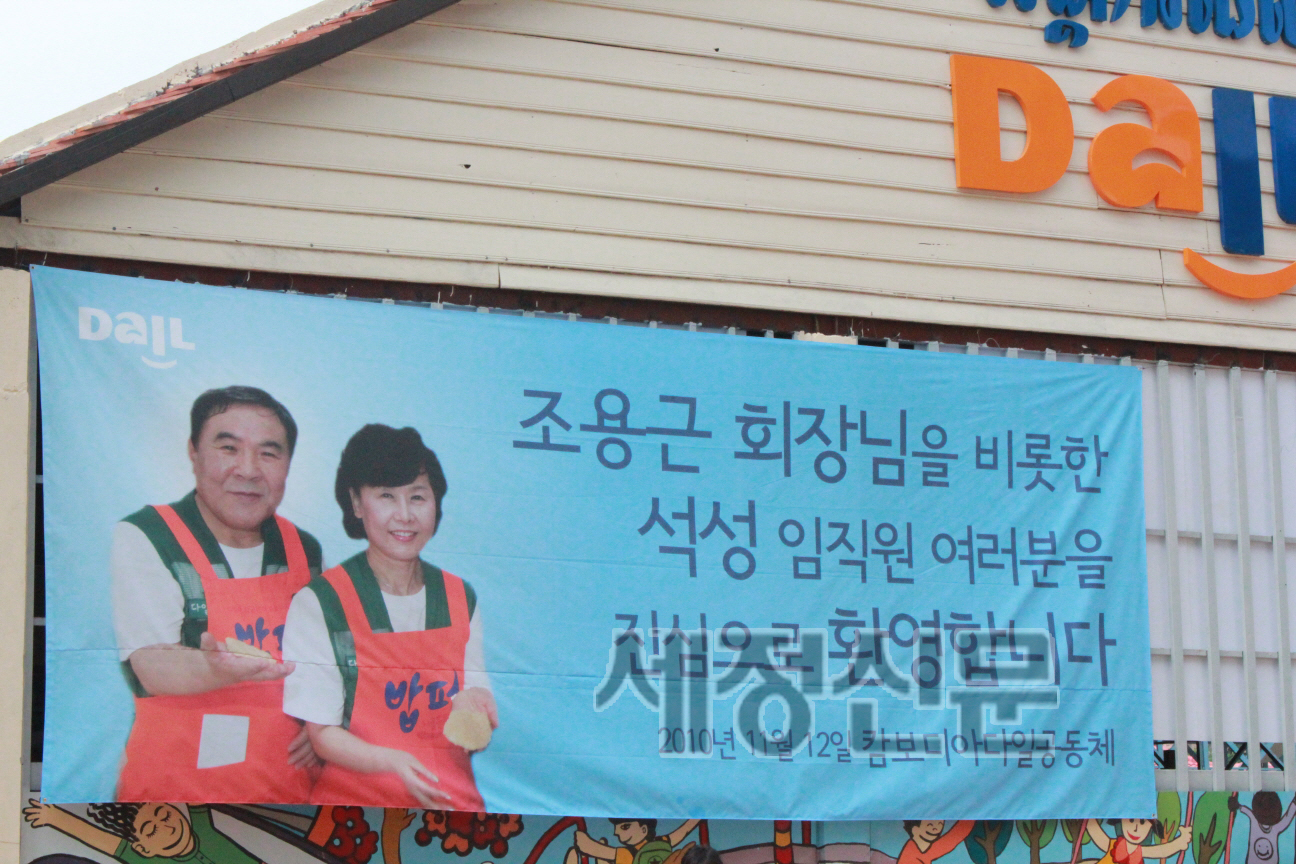 Dail
DaiL
조용근 회장님을 비롯한
석성 임직원 여러분을
진심으로 환영합니다
2010년 11월 12일 캄보디아다일공동체
세정신문
밥퍼